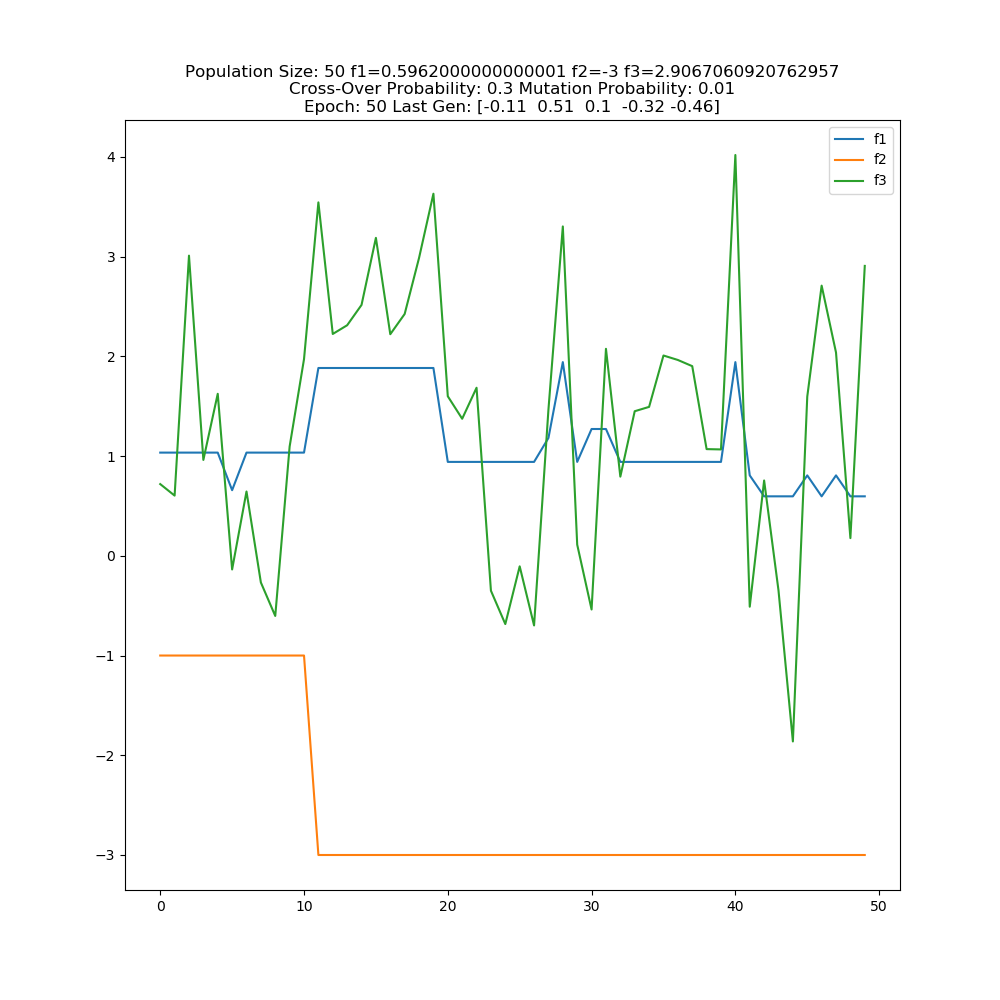 Population Size: 50 f1=0.5962000000000001 f2=-3 f3=2.9067060920762957
Cross-Over Probability: 0.3 Mutation Probability: 0.01
Epoch: 50 Last Gen: [-0.11  0.51  0.1  -0.32 -0.46]
f1
f2
f3
4
3
2
1
0
−1
−2
−3
0 10 20 30 40 50